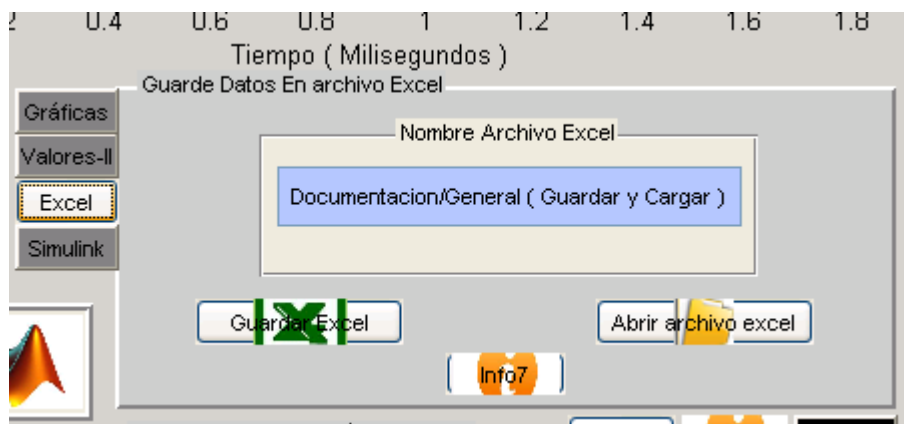 0.4 0.6 0.8 1 1.2 1.4 1.6 1.8
Tiempo ( Milisegundos )
Guarde Datos En archivo Excel
Gráficas
Valores-II
Excel
Simulink
Nombre Archivo Excel
Documentacion/General ( Guardar y Cargar )
Guardar Excel
Abrir archivo excel
Info7